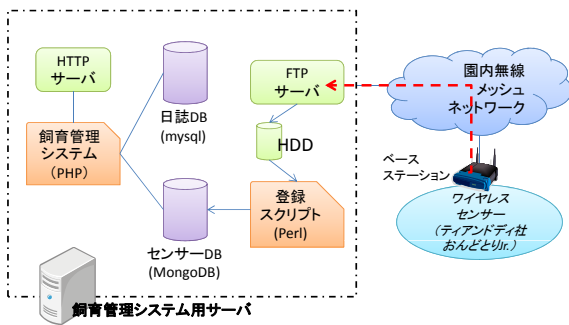 HTTP
サーバ
飼育管理
システム
(PHP)
日誌DB
(mysql)
センサーDB
(MongoDB)
FTP
サーバ
HDD
登録
スクリプト
(Perl)
園内無線
メッシュ
ネットワーク
ベース
ステーション
ワイヤレス
センサー
(ティアンドディ社
おんどとりJr.)
飼育管理システム用サーバ